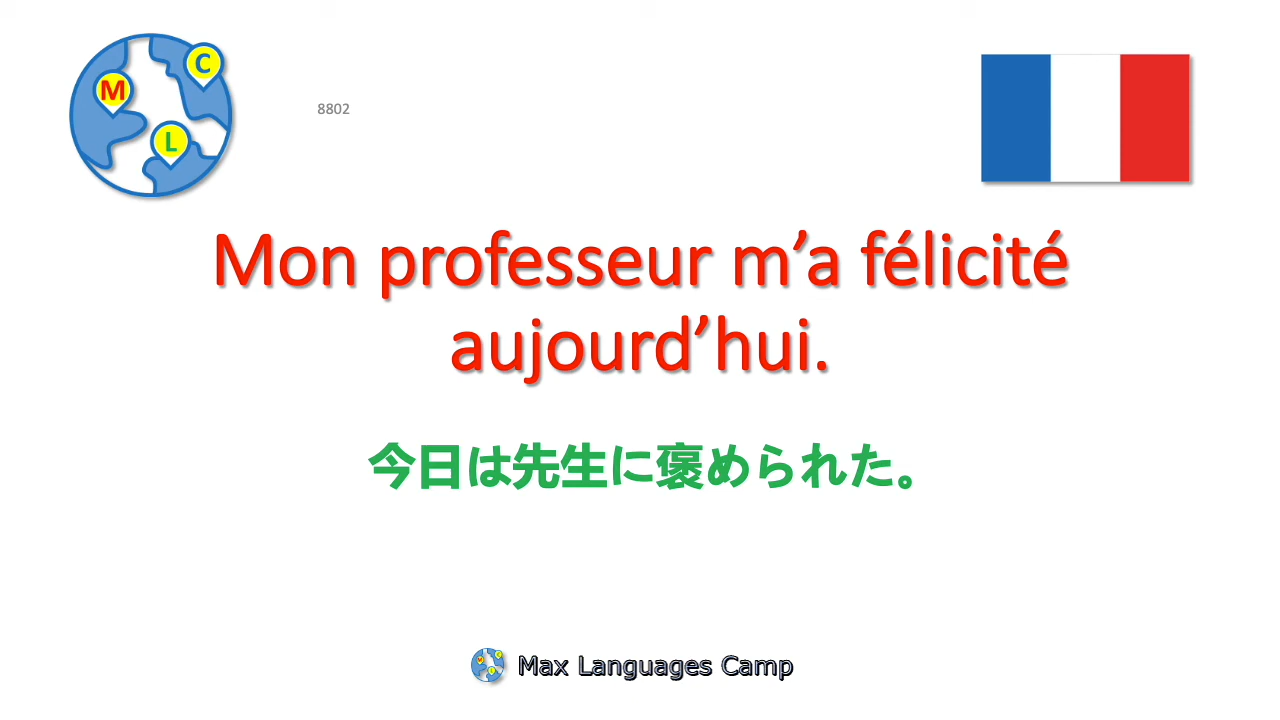 C
M
L
8802
Mon professeur m’a félicité
aujourd’hui.
今日は先生に褒められた。
Max Languages Camp